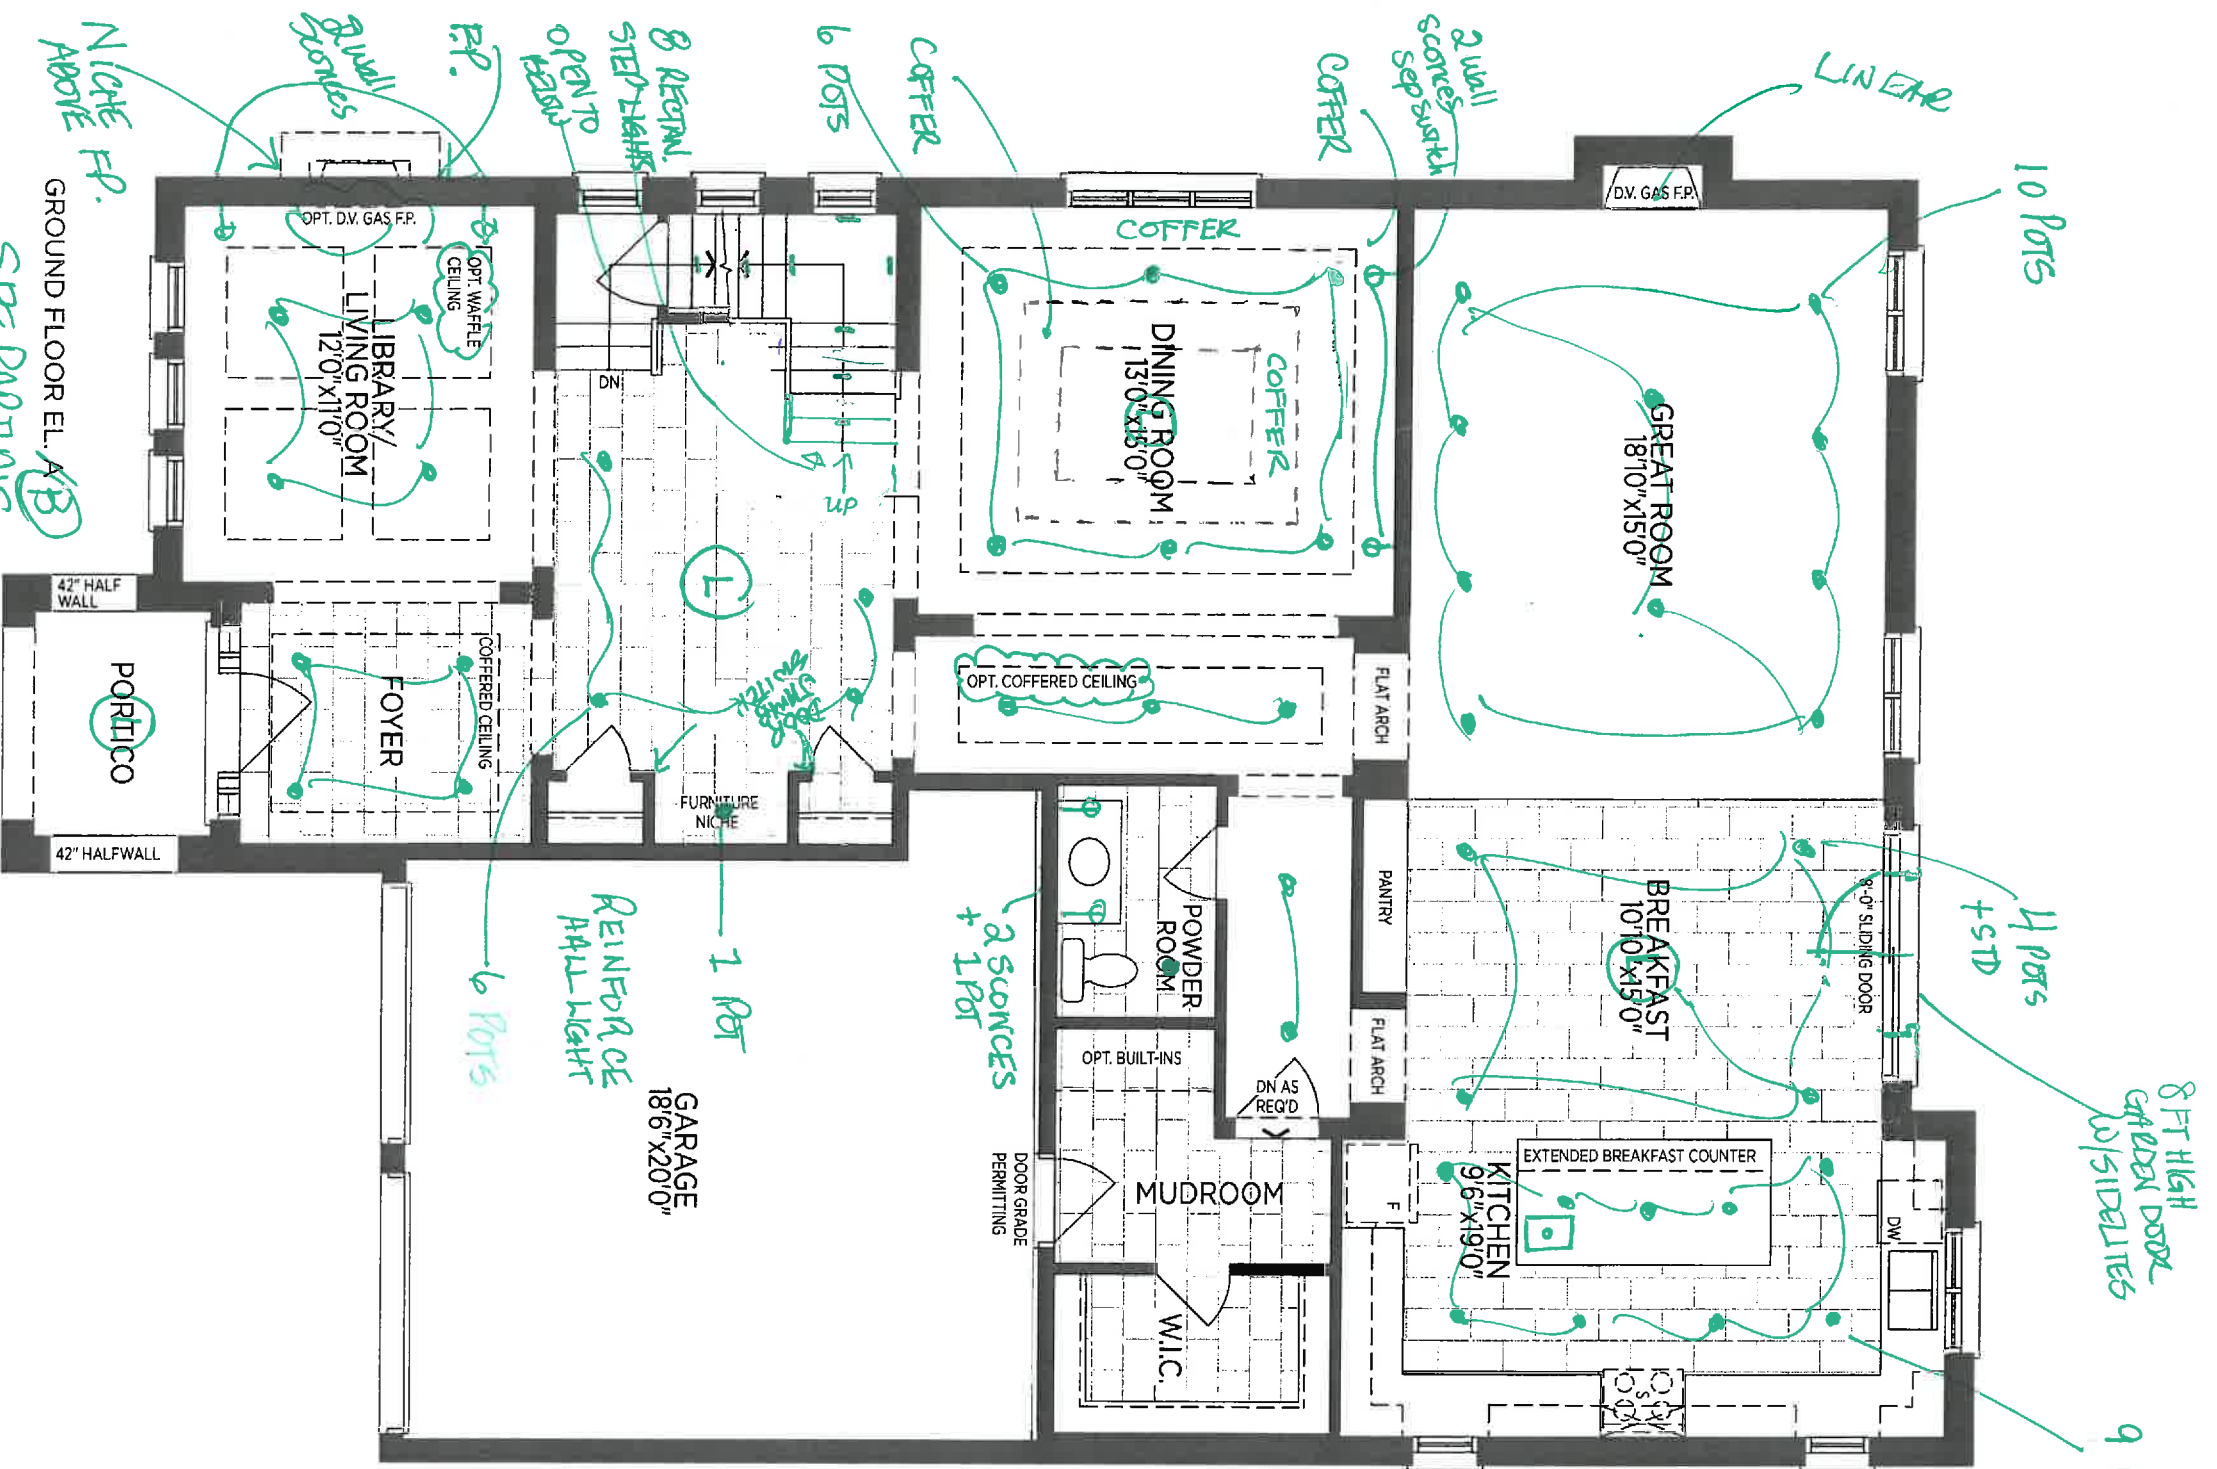 10 POTS
LINEAR
2 wall
sconces
sep switch
COFFER
COFFER
6 POTS
8 RECTAN.
STEP LIGHTS
OPEN TO
BELOW
F.P.
2 wall
sconces
NICHE
ABOVE FP.
D.V. GAS F.P.
GREAT ROOM
18'10"x15'0"
COFFER
COFFER
DINING ROOM
13'0"x15'0"
L
OPT. D.V. GAS F.P.
OPT. WAFFLE
CEILING
LIBRARY/
LIVING ROOM
12'0"x11'0"
GROUND FLOOR EL. A/B
DN
up
L
FLAT ARCH
OPT. COFFERED CEILING
DOOR
JAMB
SWITCH
FURNITURE
NICHE
COFFERED CEILING
FOYER
PORTICO
L
42" HALF
WALL
42" HALFWALL
4 POTS
+ STD
8'-0" SLIDING DOOR
BREAKFAST
10'10"x15'0"
L
PANTRY
FLAT ARCH
POWDER
ROOM
2 SCONCES
+ 1 POT
1 POT
REINFORCE
HALL LIGHT
6 POTS
8 FT HIGH
GARDEN DOOR
W/SIDELITES
OPT. BUILT-INS
DN AS
REQ'D
GARAGE
18'6"x20'0"
DOOR GRADE
PERMITTING
MUDROOM
W.I.C.
EXTENDED BREAKFAST COUNTER
KITCHEN
9'6"x19'0"
F
DW
S
9